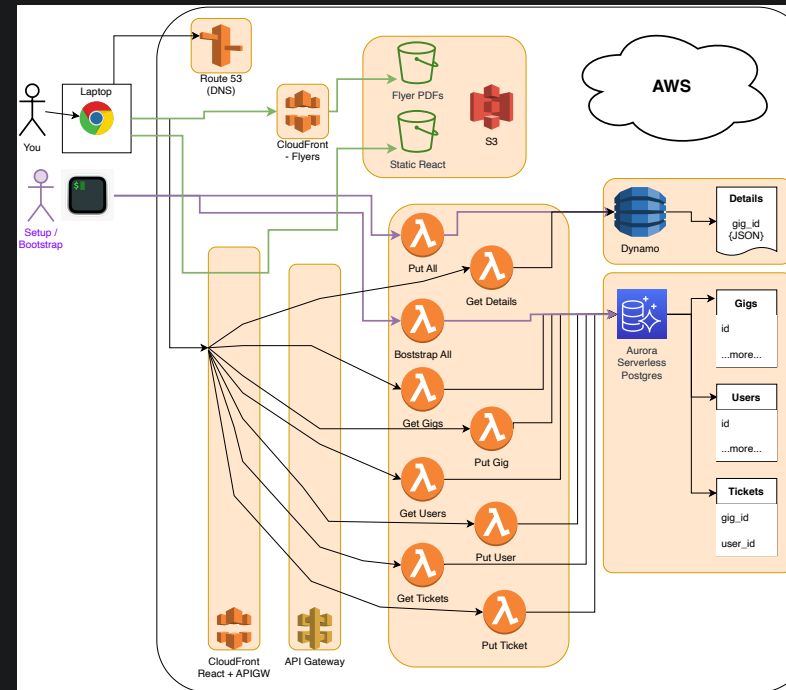 Route 53
(DNS)
Laptop
You
CloudFront
- Flyers
Flyer PDFs
Static React
S3
AWS
$
Setup /
Bootstrap
Put All
Get Details
Boststrap All
Get Gigs
Put Gig
Get Users
Put User
Get Tickets
Put Ticket
CloudFront
React + APIGW
API Gateway
Dynamo
Details
gig_id
{JSON}
Aurora
Serverless
Postgres
Gigs
id
...more...
Users
id
...more...
Tickets
gig_id
user_id